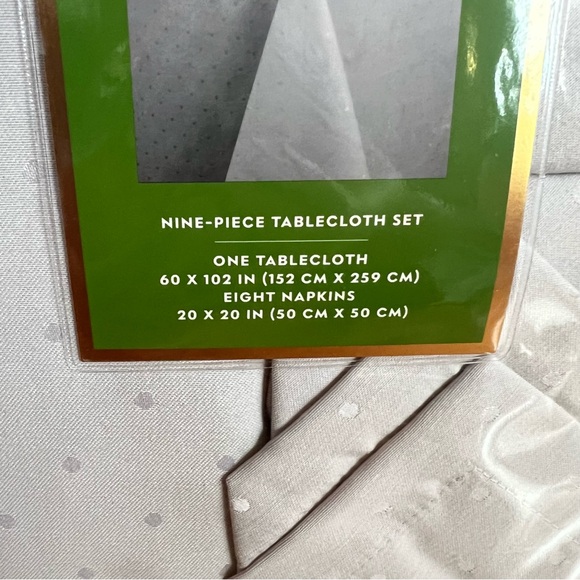 NINE-PIECE TABLECLOTH SET
ONE TABLECLOTH
60 X 102 IN (152 CM X 259 CM)
EIGHT NAPKINS
20 X 20 IN (50 CM X 50 CM)